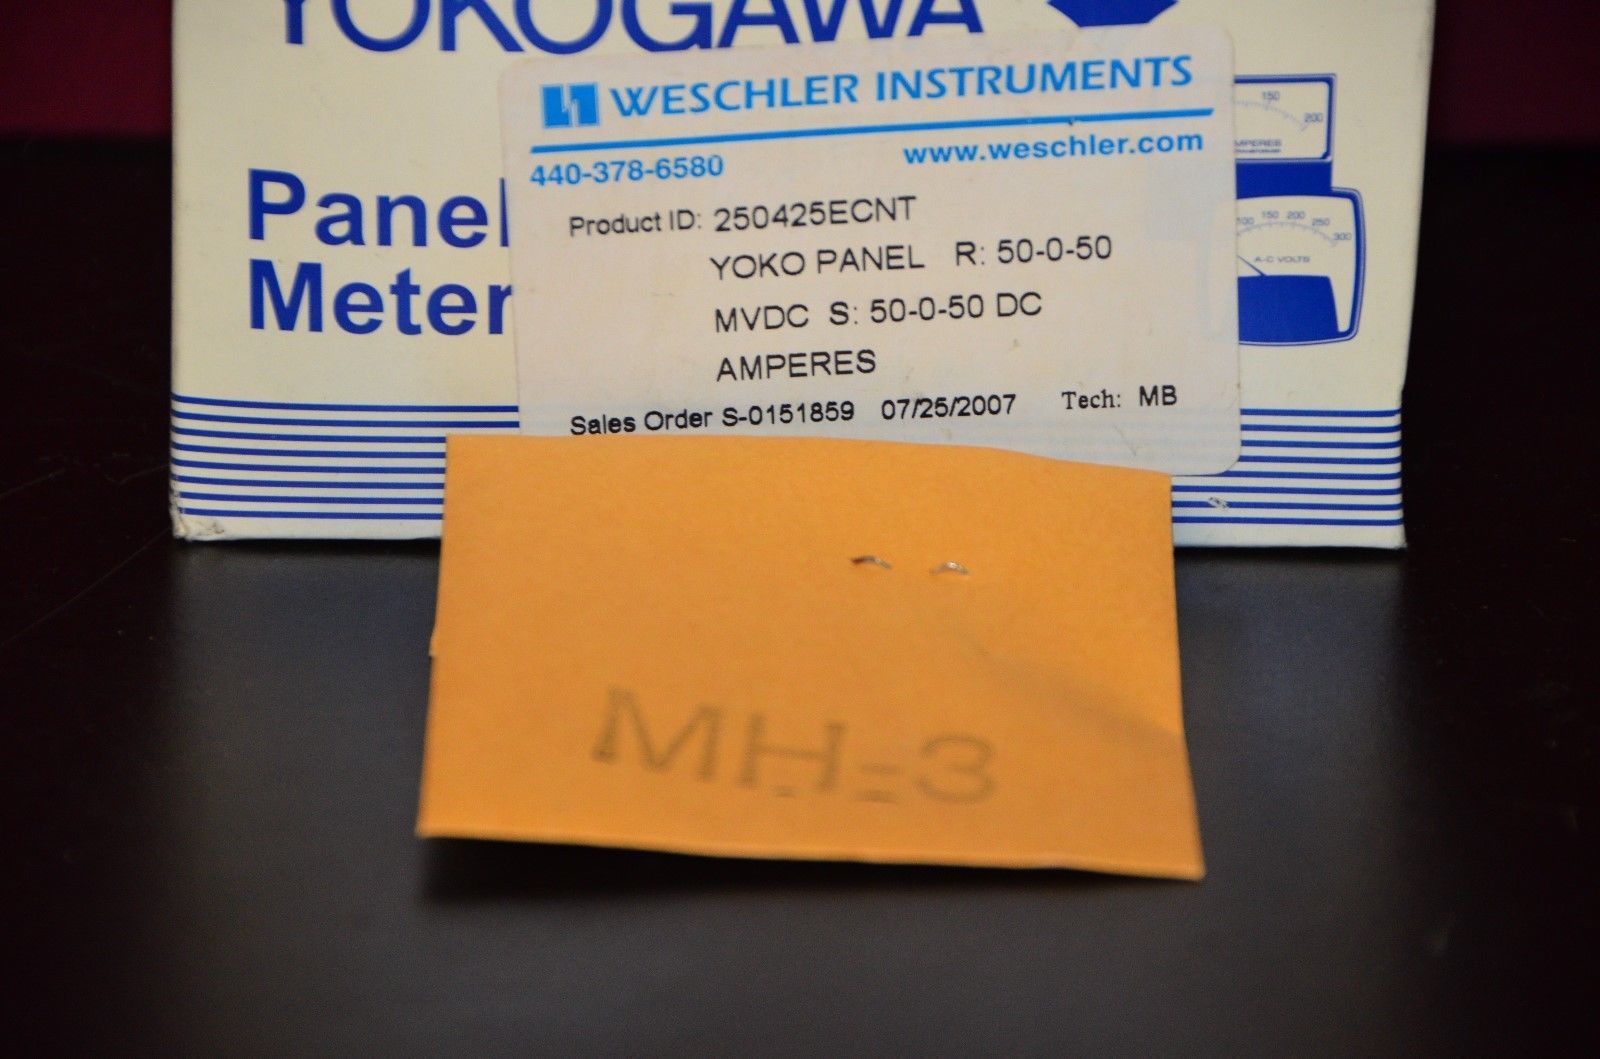 YOKOGAWA
Panel
Meter
WESCHLER INSTRUMENTS
440-378-6580 www.weschler.com
Product ID: 250425ECNT
YOKO PANEL R: 50-0-50
MVDC S: 50-0-50 DC
AMPERES
Sales Order S-0151859 07/25/2007 Tech: MB
150
200
AMPERES
100 150 200 250 300
A-C VOLTS
MH-3